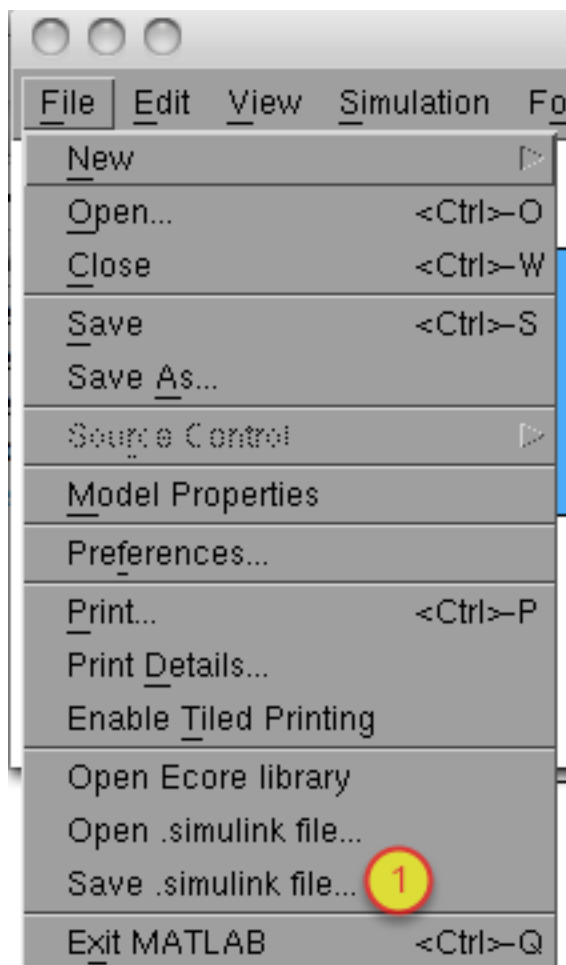 File Edit View Simulation Fo
New
Open... <Ctrl>-O
Close <Ctrl>-W
Save <Ctrl>-S
Save As...
Source Control
Model Properties
Preferences...
Print... <Ctrl>-P
Print Details...
Enable Tiled Printing
Open Ecore library
Open .simulink file...
Save .simulink file... 1
Exit MATLAB <Ctrl>-Q